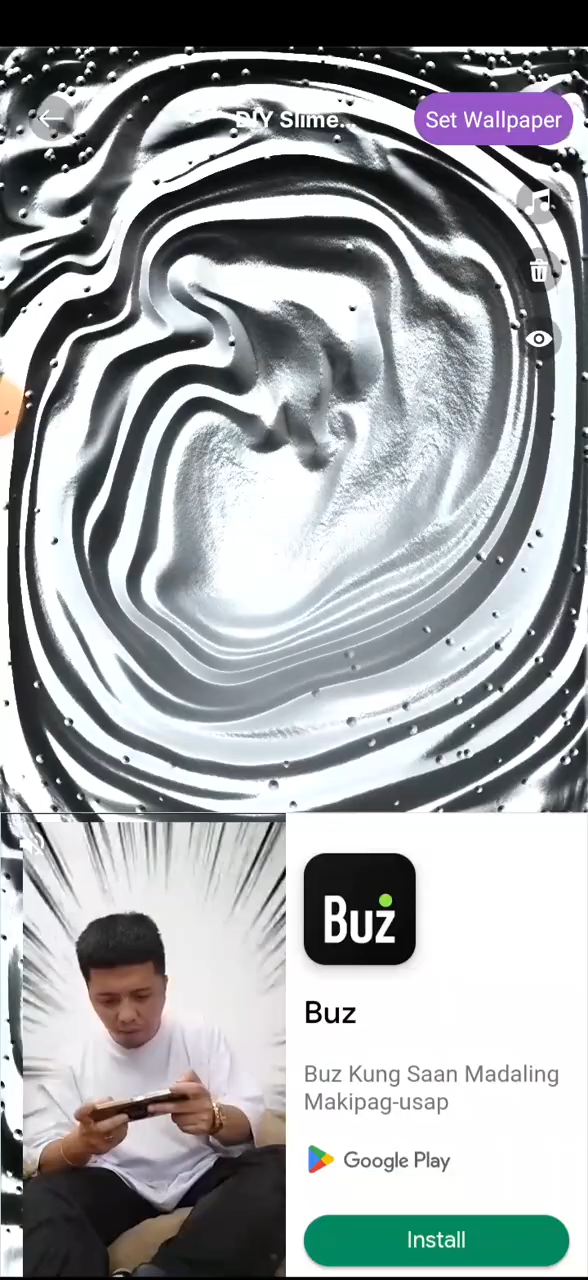 DIY Slime...
Set Wallpaper
Buz
Buz
Buz Kung Saan Madaling
Makipag-usap
Google Play
Install